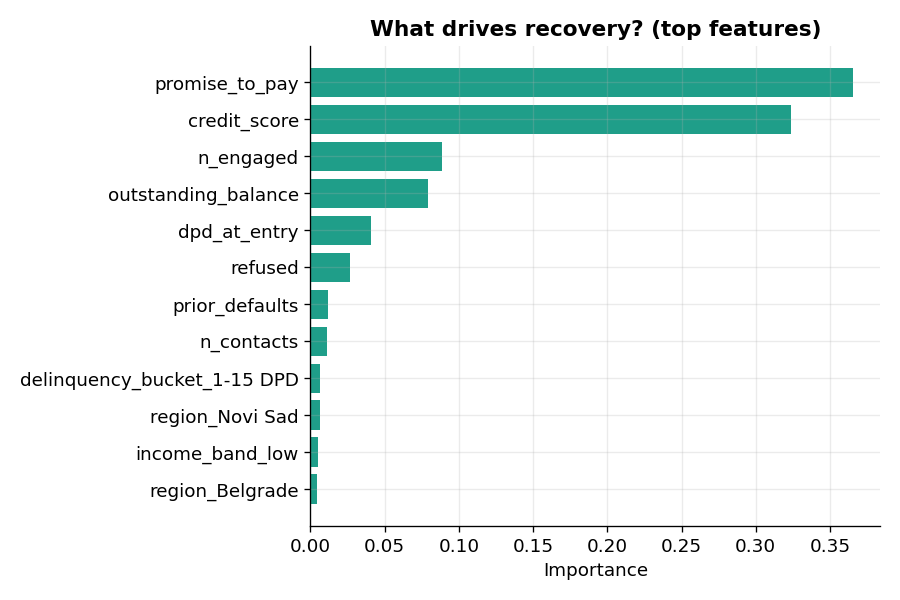 What drives recovery? (top features)
promise_to_pay
credit_score
n_engaged
outstanding_balance
dpd_at_entry
refused
prior_defaults
n_contacts
delinquency_bucket_1-15 DPD
region_Novi Sad
income_band_low
region_Belgrade
0.00 0.05 0.10 0.15 0.20 0.25 0.30 0.35
Importance